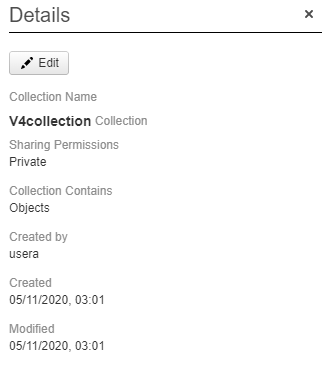 Details ×
Edit
Collection Name
V4collection Collection
Sharing Permissions
Private
Collection Contains
Objects
Created by
usera
Created
05/11/2020, 03:01
Modified
05/11/2020, 03:01